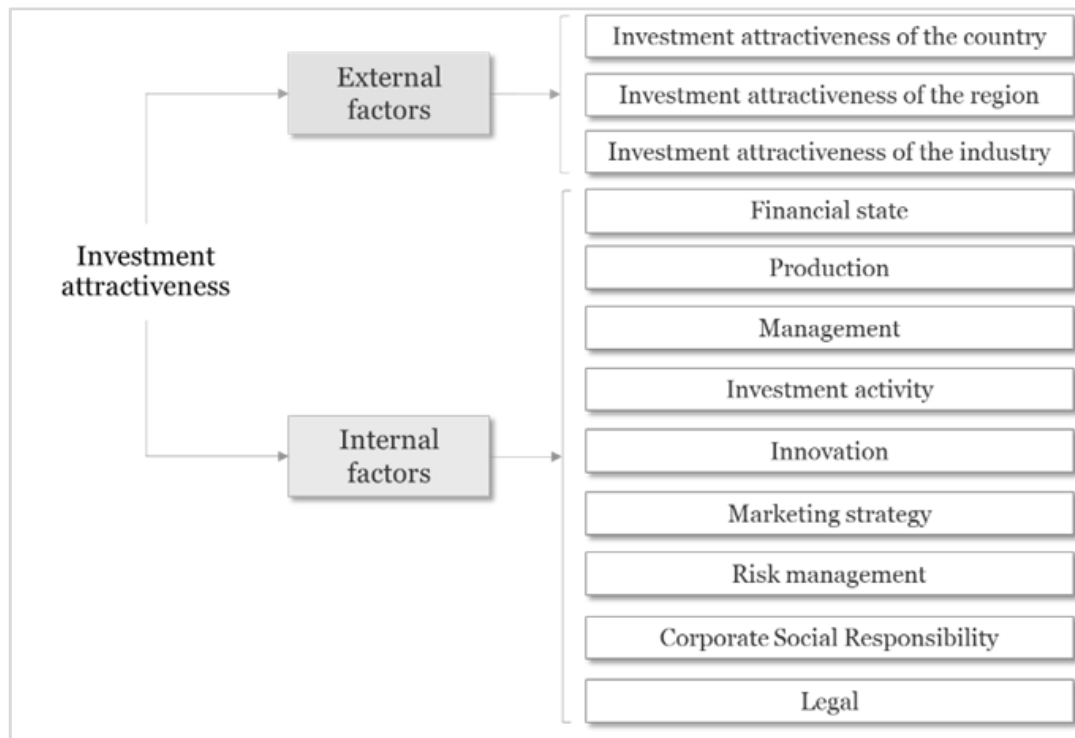 Investment
attractiveness
External
factors
Investment attractiveness of the country
Investment attractiveness of the region
Investment attractiveness of the industry
Internal
factors
Financial state
Production
Management
Investment activity
Innovation
Marketing strategy
Risk management
Corporate Social Responsibility
Legal